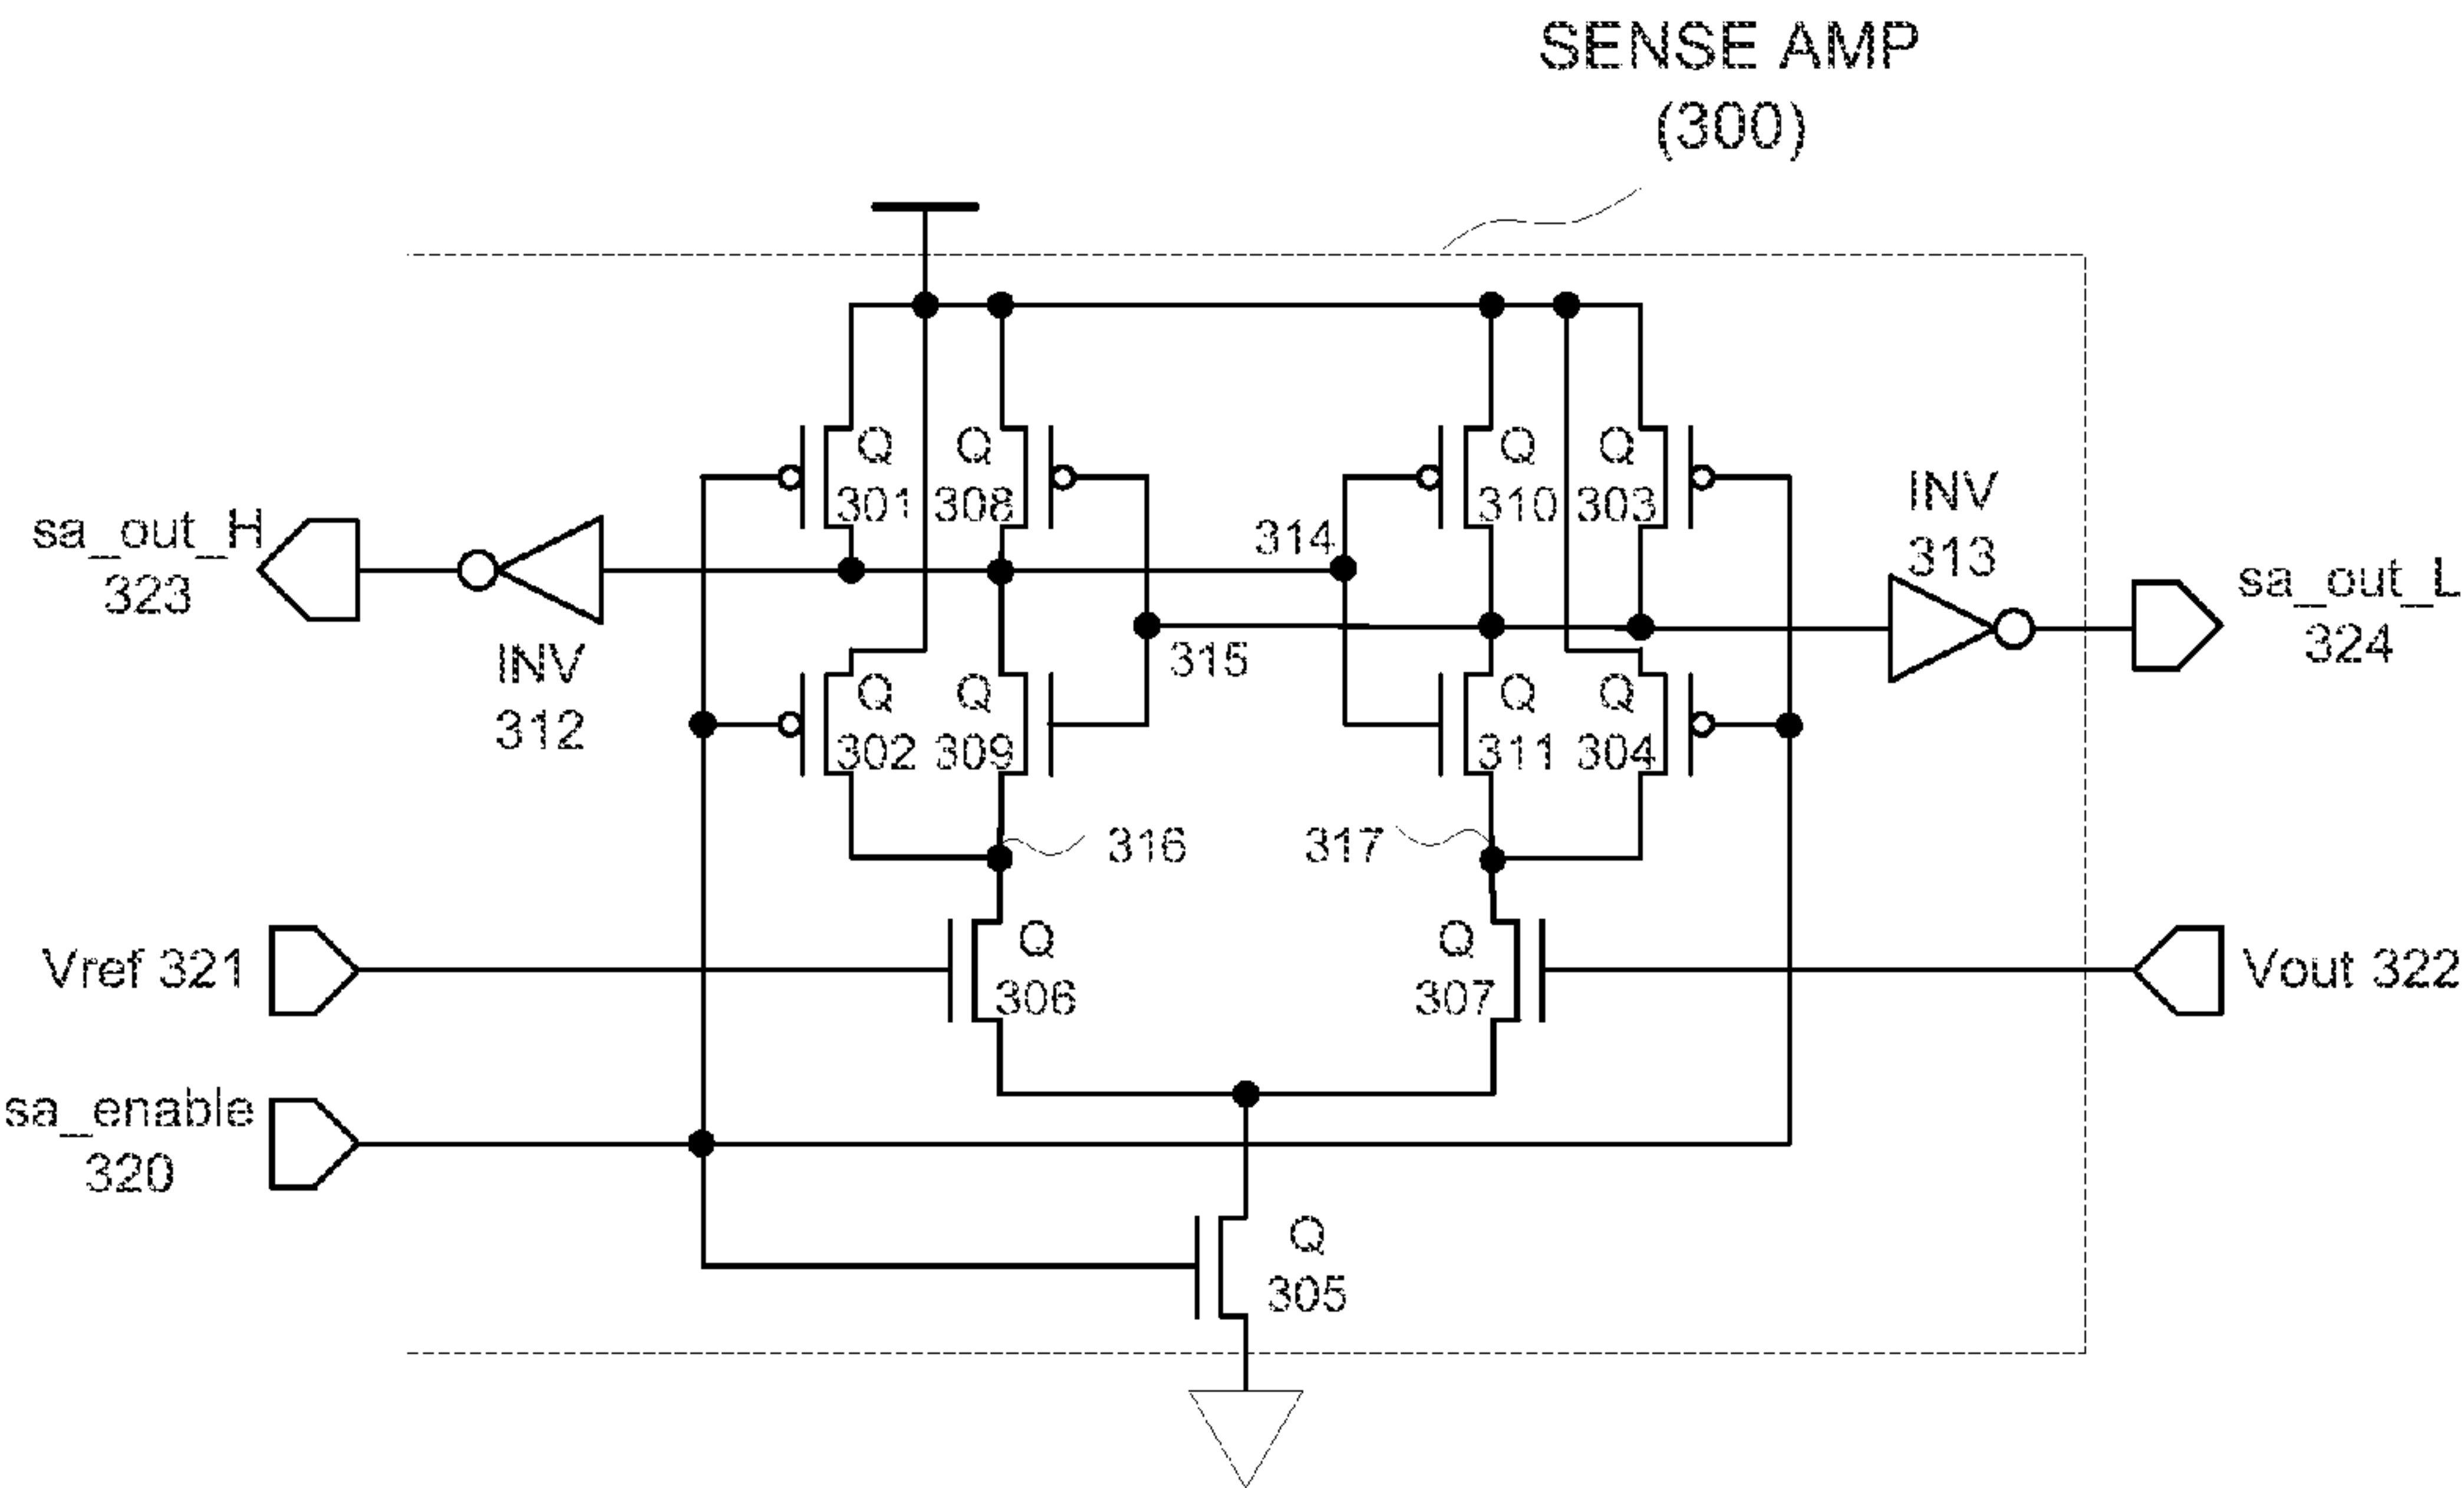 SENSE AMP
(300)
Q
Q
Q
Q
301
308
310
303
INV
313
sa_out_H
323
314
sa_out_L
324
INV
312
315
Q
Q
Q
Q
302
309
311
304
316
317
Vref 321
Q
306
Q
307
Vout 322
sa_enable
320
Q
305